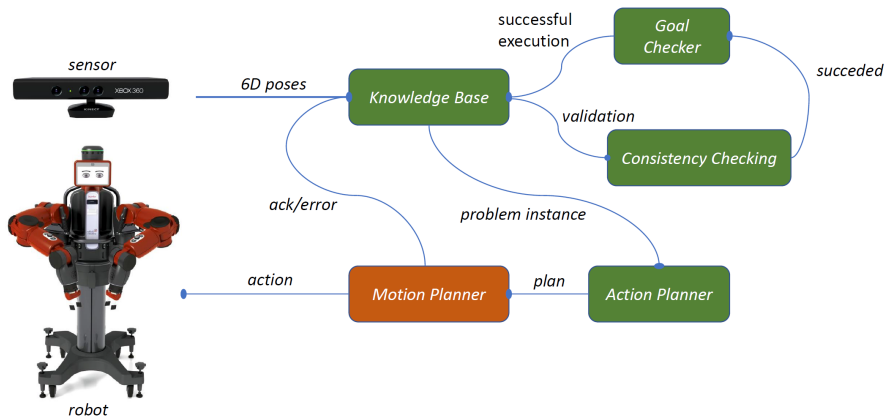 sensor
XBOX 360
KINECT
6D poses
Knowledge Base
successful
execution
Goal
Checker
succeded
validation
Consistency Checking
ack/error
problem instance
action
Motion Planner
plan
Action Planner
robot